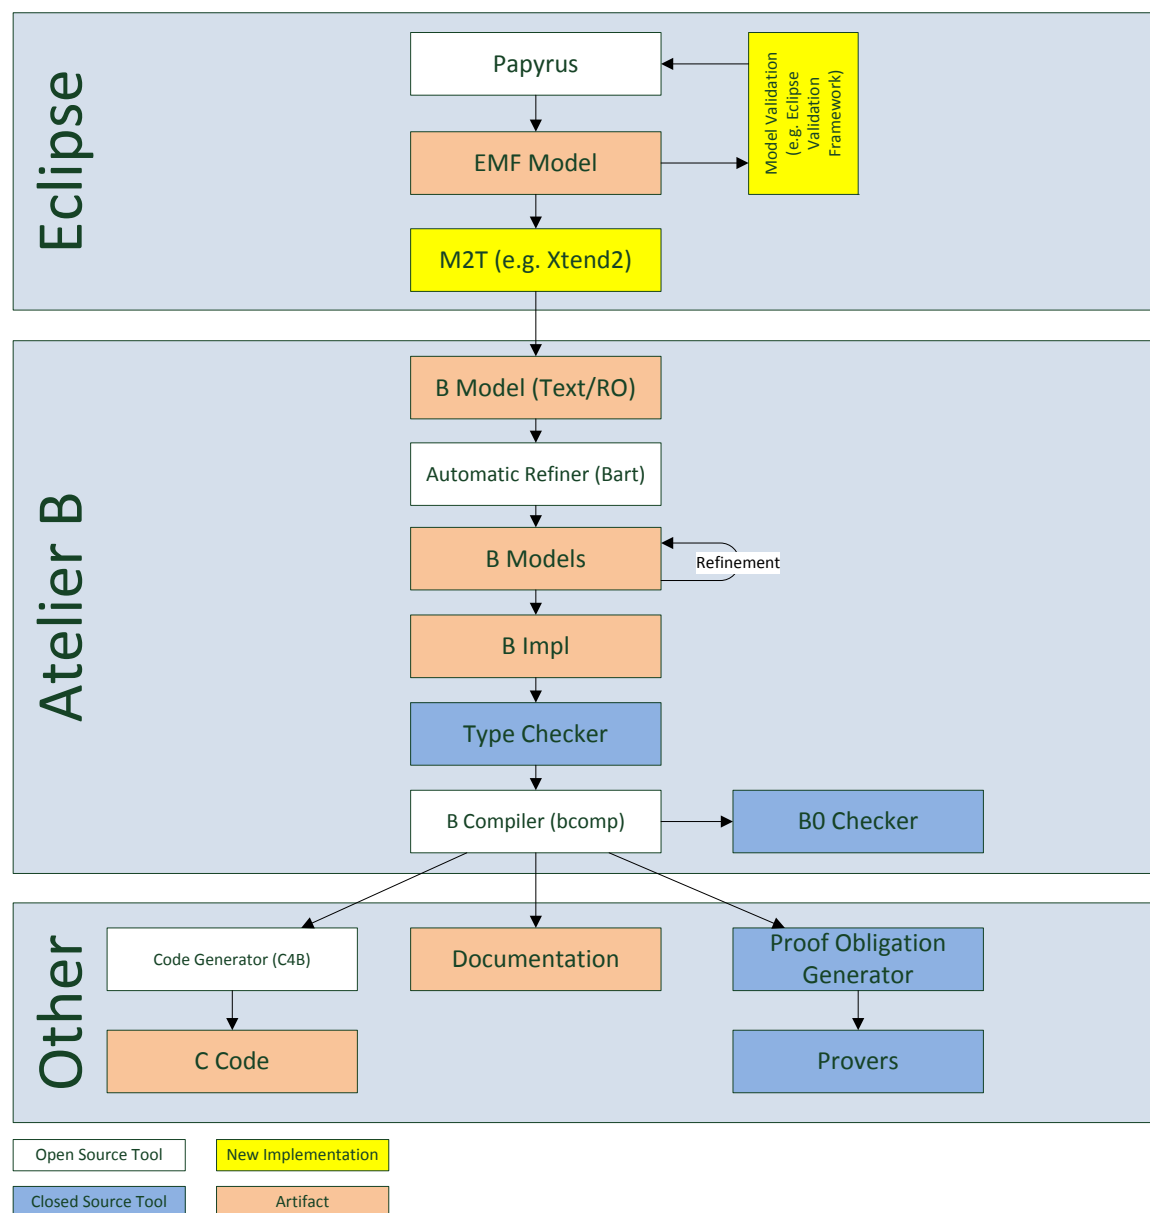 Eclipse
Papyrus
Model Validation
(e.g. Eclipse
Validation
Framework)
EMF Model
M2T (e.g. Xtend2)
Atelier B
B Model (Text/RO)
Automatic Refiner (Bart)
B Models
Refinement
B Impl
Type Checker
B Compiler (bcomp)
B0 Checker
Other
Code Generator (C4B)
Documentation
Proof Obligation
Generator
C Code
Provers
Open Source Tool
New Implementation
Closed Source Tool
Artifact